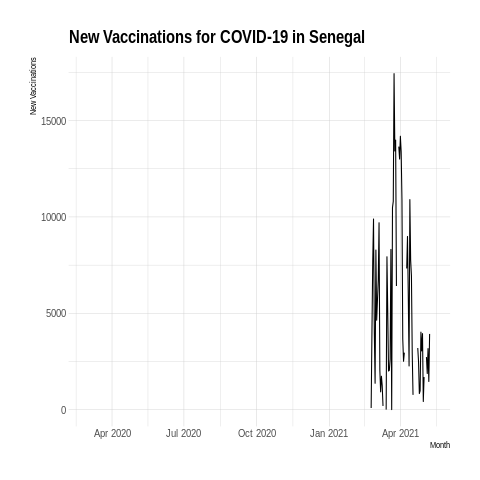 New Vaccinations for COVID-19 in Senegal
New Vaccinations
15000
10000
5000
0
Apr 2020
Jul 2020
Oct 2020
Jan 2021
Apr 2021
Month